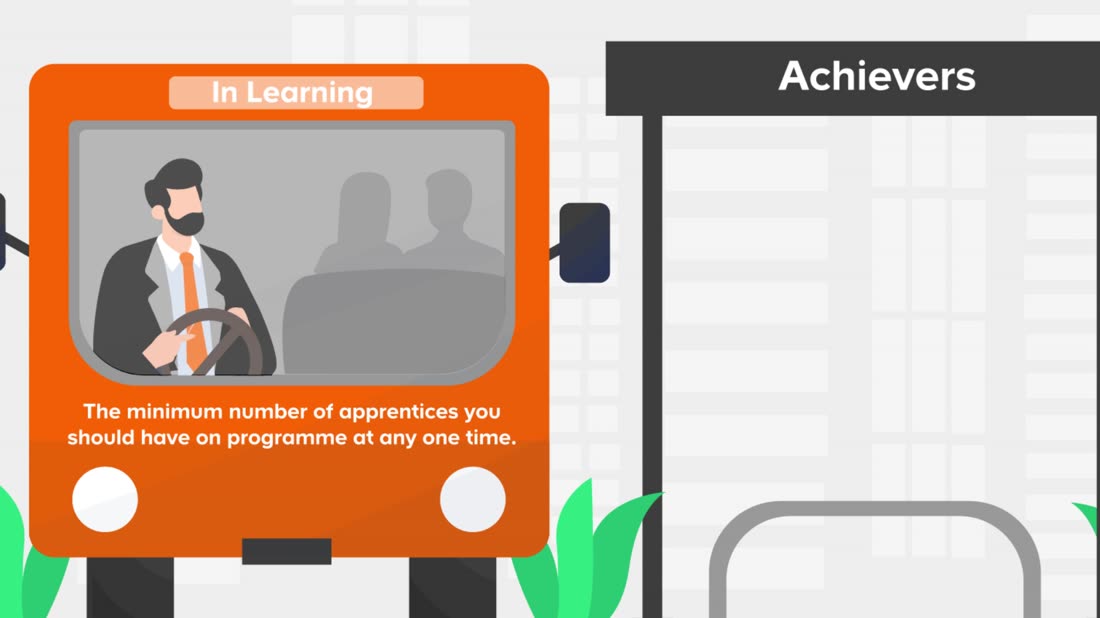 In Learning
Achievers
The minimum number of apprentices you
should have on programme at any one time.